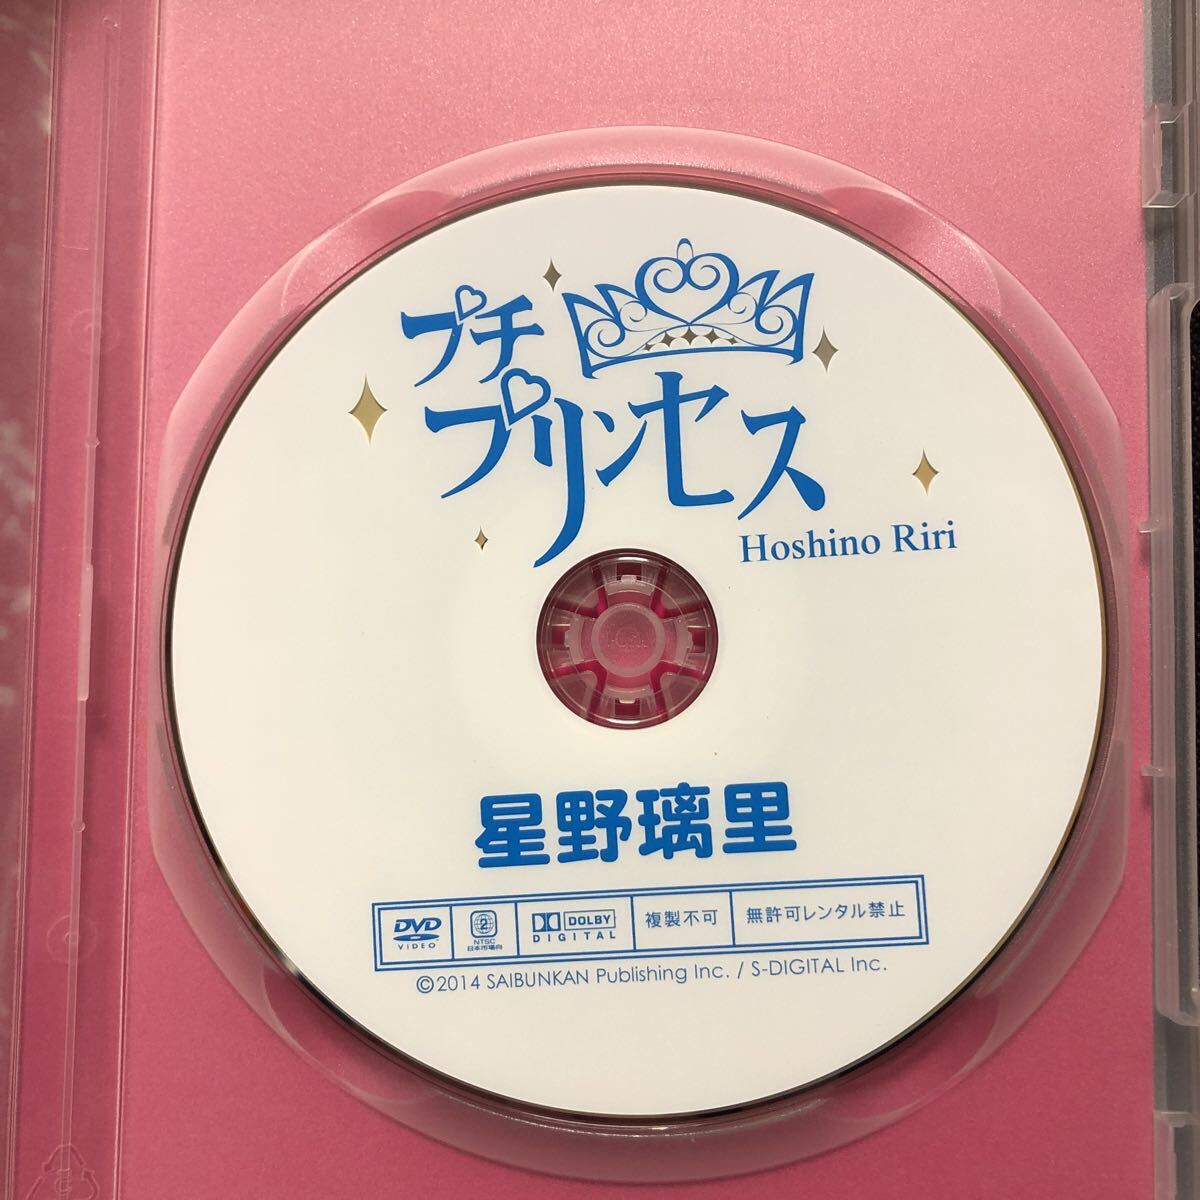 プチ
プリンセス
Hoshino Riri
星野璃里
DVD
VIDEO
2
NTSC
日本市場向
DOLBY
DIGITAL
複製不可
無許可レンタル禁止
©2014 SAIBUNKAN Publishing Inc. / S-DIGITAL Inc.